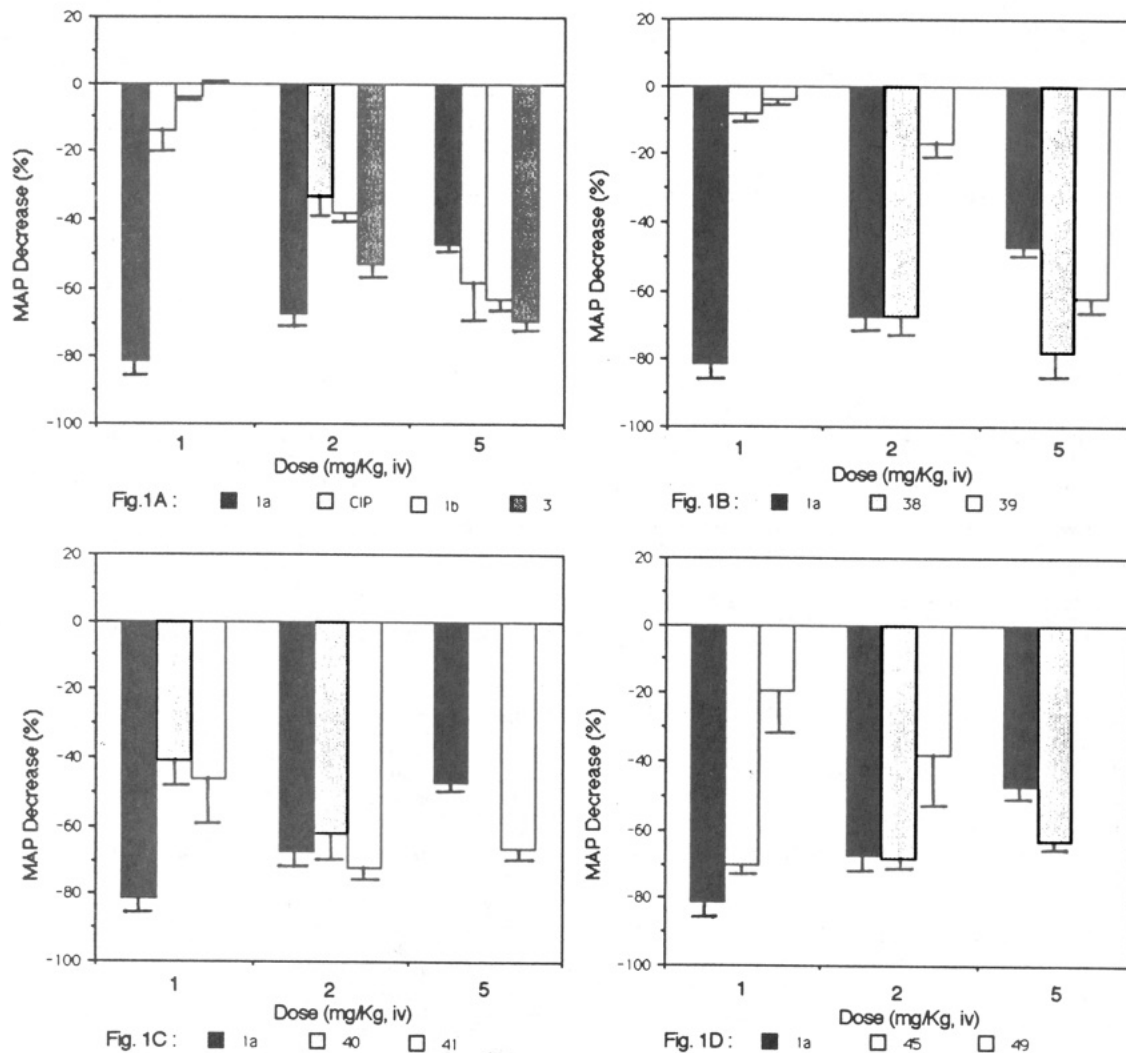 20
0
-20
-40
-60
-80
-100
MAP Decrease (%)
1 2 5
Dose (mg/Kg, iv)
Fig.1A : 1a CIP 1b 3
20
0
-20
-40
-60
-80
-100
MAP Decrease (%)
1 2 5
Dose (mg/Kg, iv)
Fig.1B : 1a 38 39
20
0
-20
-40
-60
-80
-100
MAP Decrease (%)
1 2 5
Dose (mg/Kg, iv)
Fig. 1C : 1a 40 41
20
0
-20
-40
-60
-80
-100
MAP Decrease (%)
1 2 5
Dose (mg/Kg, iv)
Fig. 1D : 1a 45 49